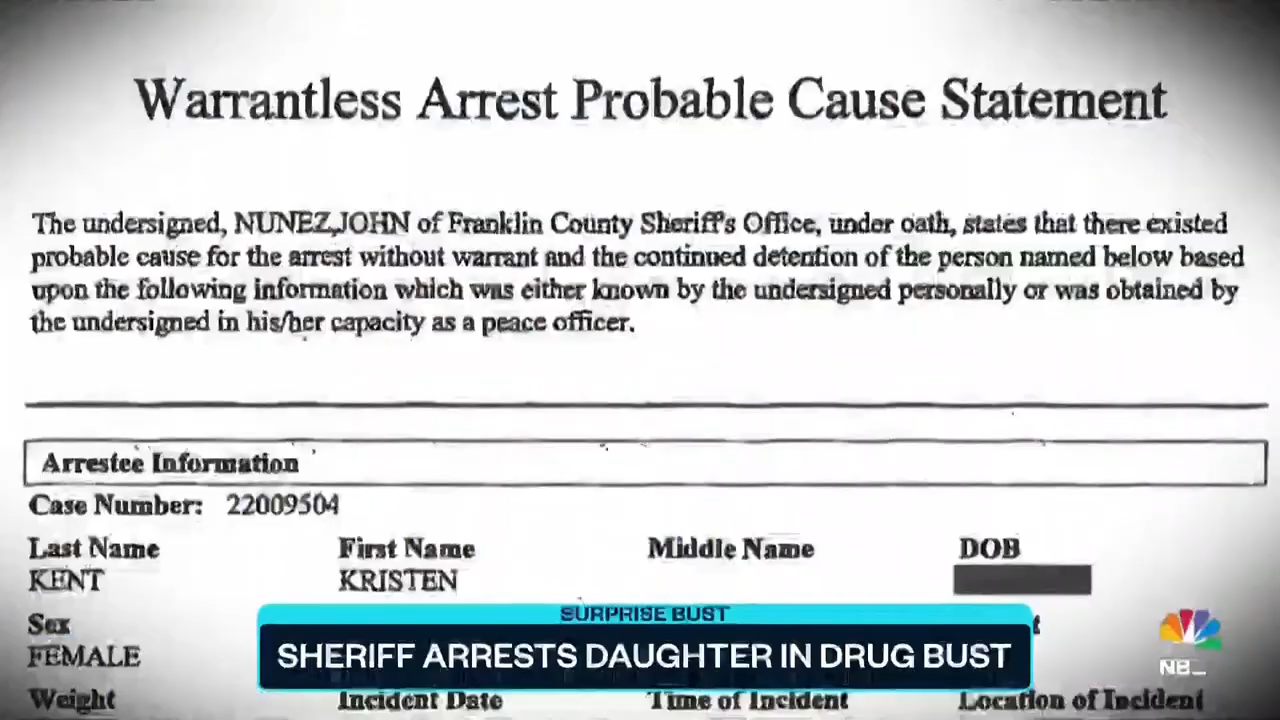 Warrantless Arrest Probable Cause Statement
The undersigned, NUNEZ,JOHN of Franklin County Sheriff's Office, under oath, states that there existed
probable cause for the arrest without warrant and the continued detention of the person named below based
upon the following information which was either known by the undersigned personally or was obtained by
the undersigned in his/her capacity as a peace officer.
Arrestee Information
Case Number: 22009504
Last Name First Name Middle Name DOB
KENT KRISTEN
Sex
FEMALE
SURPRISE BUST
SHERIFF ARRESTS DAUGHTER IN DRUG BUST
Weight Incident Date Time of Incident Location of Incident